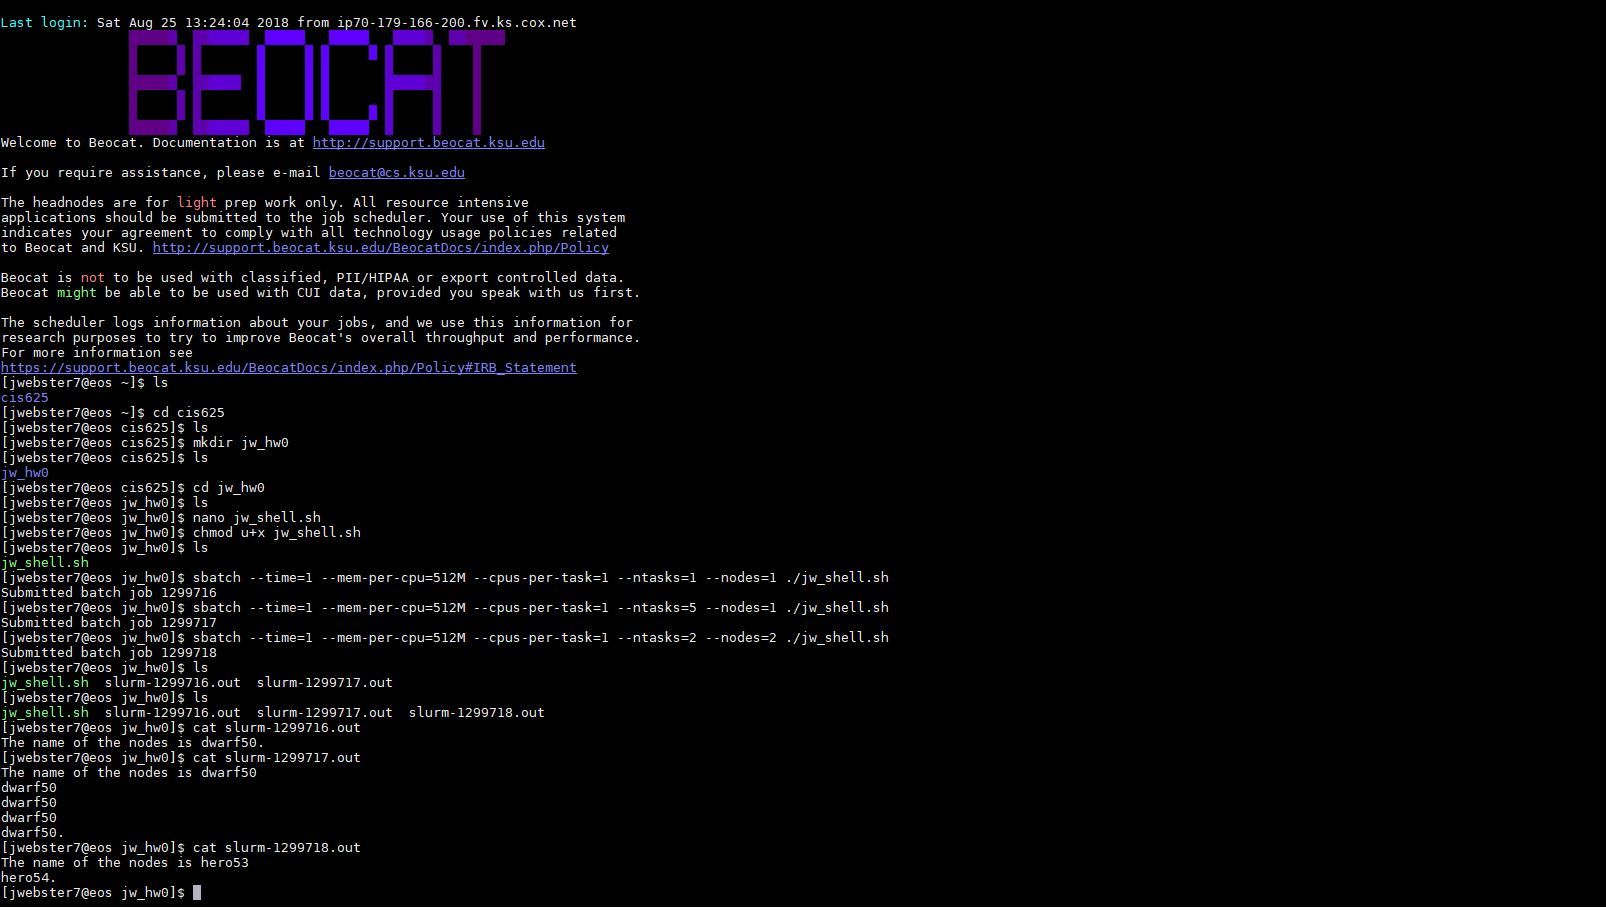 Last login: Sat Aug 25 13:24:04 2018 from ip70-179-166-200.fv.ks.cox.net
BEOCAT
Welcome to Beocat. Documentation is at http://support.beocat.ksu.edu
If you require assistance, please e-mail beocat@cs.ksu.edu
The headnodes are for light prep work only. All resource intensive
applications should be submitted to the job scheduler. Your use of this system
indicates your agreement to comply with all technology usage policies related
to Beocat and KSU. http://support.beocat.ksu.edu/BeocatDocs/index.php/Policy
Beocat is not to be used with classified, PII/HIPAA or export controlled data.
Beocat might be able to be used with CUI data, provided you speak with us first.
The scheduler logs information about your jobs, and we use this information for
research purposes to try to improve Beocat's overall throughput and performance.
For more information see
https://support.beocat.ksu.edu/BeocatDocs/index.php/Policy#IRB_Statement
[jwebster7@eos ~]$ ls
cis625
[jwebster7@eos ~]$ cd cis625
[jwebster7@eos cis625]$ ls
[jwebster7@eos cis625]$ mkdir jw_hw0
[jwebster7@eos cis625]$ ls
jw_hw0
[jwebster7@eos cis625]$ cd jw_hw0
[jwebster7@eos jw_hw0]$ ls
[jwebster7@eos jw_hw0]$ nano jw_shell.sh
[jwebster7@eos jw_hw0]$ chmod u+x jw_shell.sh
[jwebster7@eos jw_hw0]$ ls
jw_shell.sh
[jwebster7@eos jw_hw0]$ sbatch --time=1 --mem-per-cpu=512M --cpus-per-task=1 --ntasks=1 --nodes=1 ./jw_shell.sh
Submitted batch job 1299716
[jwebster7@eos jw_hw0]$ sbatch --time=1 --mem-per-cpu=512M --cpus-per-task=1 --ntasks=5 --nodes=1 ./jw_shell.sh
Submitted batch job 1299717
[jwebster7@eos jw_hw0]$ sbatch --time=1 --mem-per-cpu=512M --cpus-per-task=1 --ntasks=2 --nodes=2 ./jw_shell.sh
Submitted batch job 1299718
[jwebster7@eos jw_hw0]$ ls
jw_shell.sh  slurm-1299716.out  slurm-1299717.out
[jwebster7@eos jw_hw0]$ ls
jw_shell.sh  slurm-1299716.out  slurm-1299717.out  slurm-1299718.out
[jwebster7@eos jw_hw0]$ cat slurm-1299716.out
The name of the nodes is dwarf50.
[jwebster7@eos jw_hw0]$ cat slurm-1299717.out
The name of the nodes is dwarf50
dwarf50
dwarf50
dwarf50
dwarf50.
[jwebster7@eos jw_hw0]$ cat slurm-1299718.out
The name of the nodes is hero53
hero54.
[jwebster7@eos jw_hw0]$